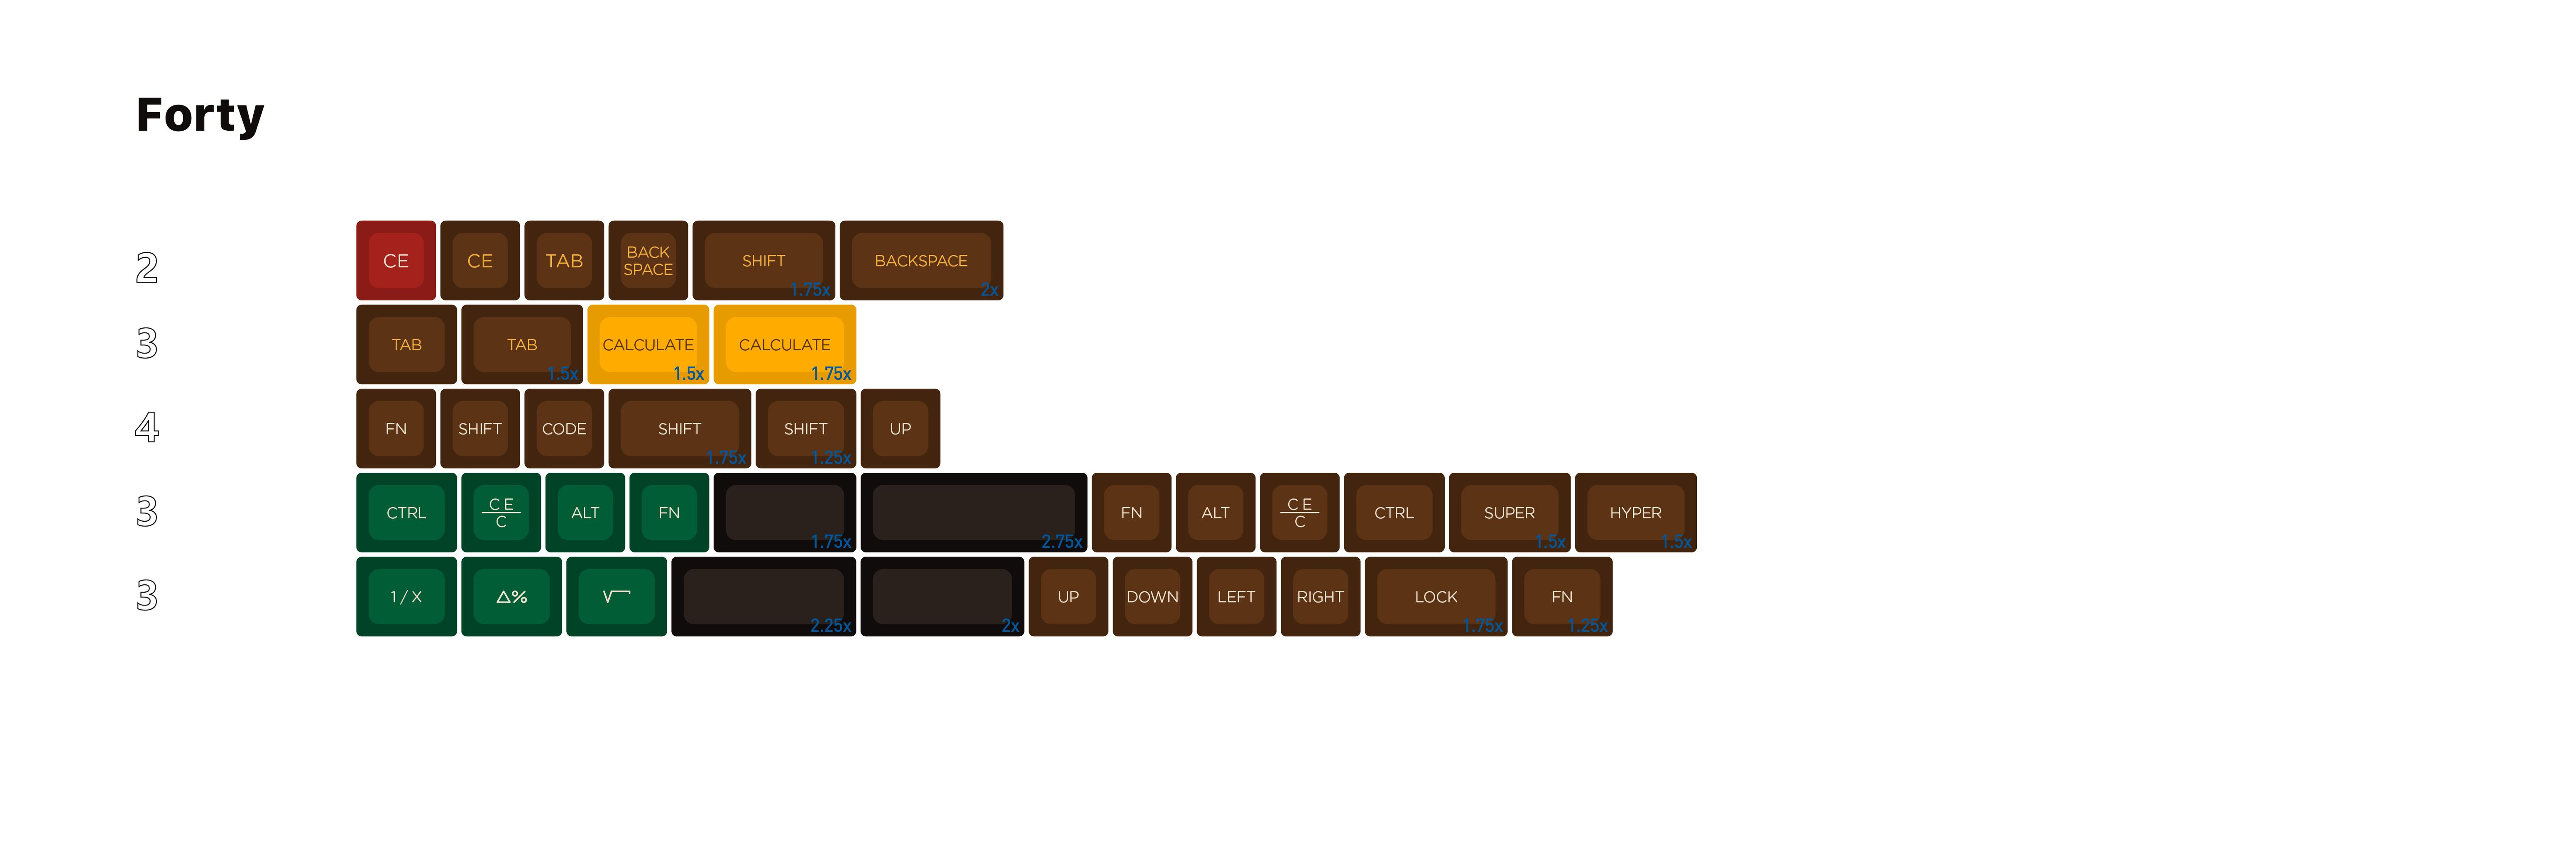 Forty
2
CE CE TAB BACK SPACE SHIFT 1.75x BACKSPACE 2x
3
TAB TAB 1.5x CALCULATE 1.5x CALCULATE 1.75x
4
FN SHIFT CODE SHIFT 1.75x SHIFT 1.25x UP
3
CTRL C E C ALT FN 1.75x 2.75x FN ALT C E C CTRL SUPER 1.5x HYPER 1.5x
3
1 / X Δ% √ 2.25x 2x UP DOWN LEFT RIGHT LOCK 1.75x FN 1.25x